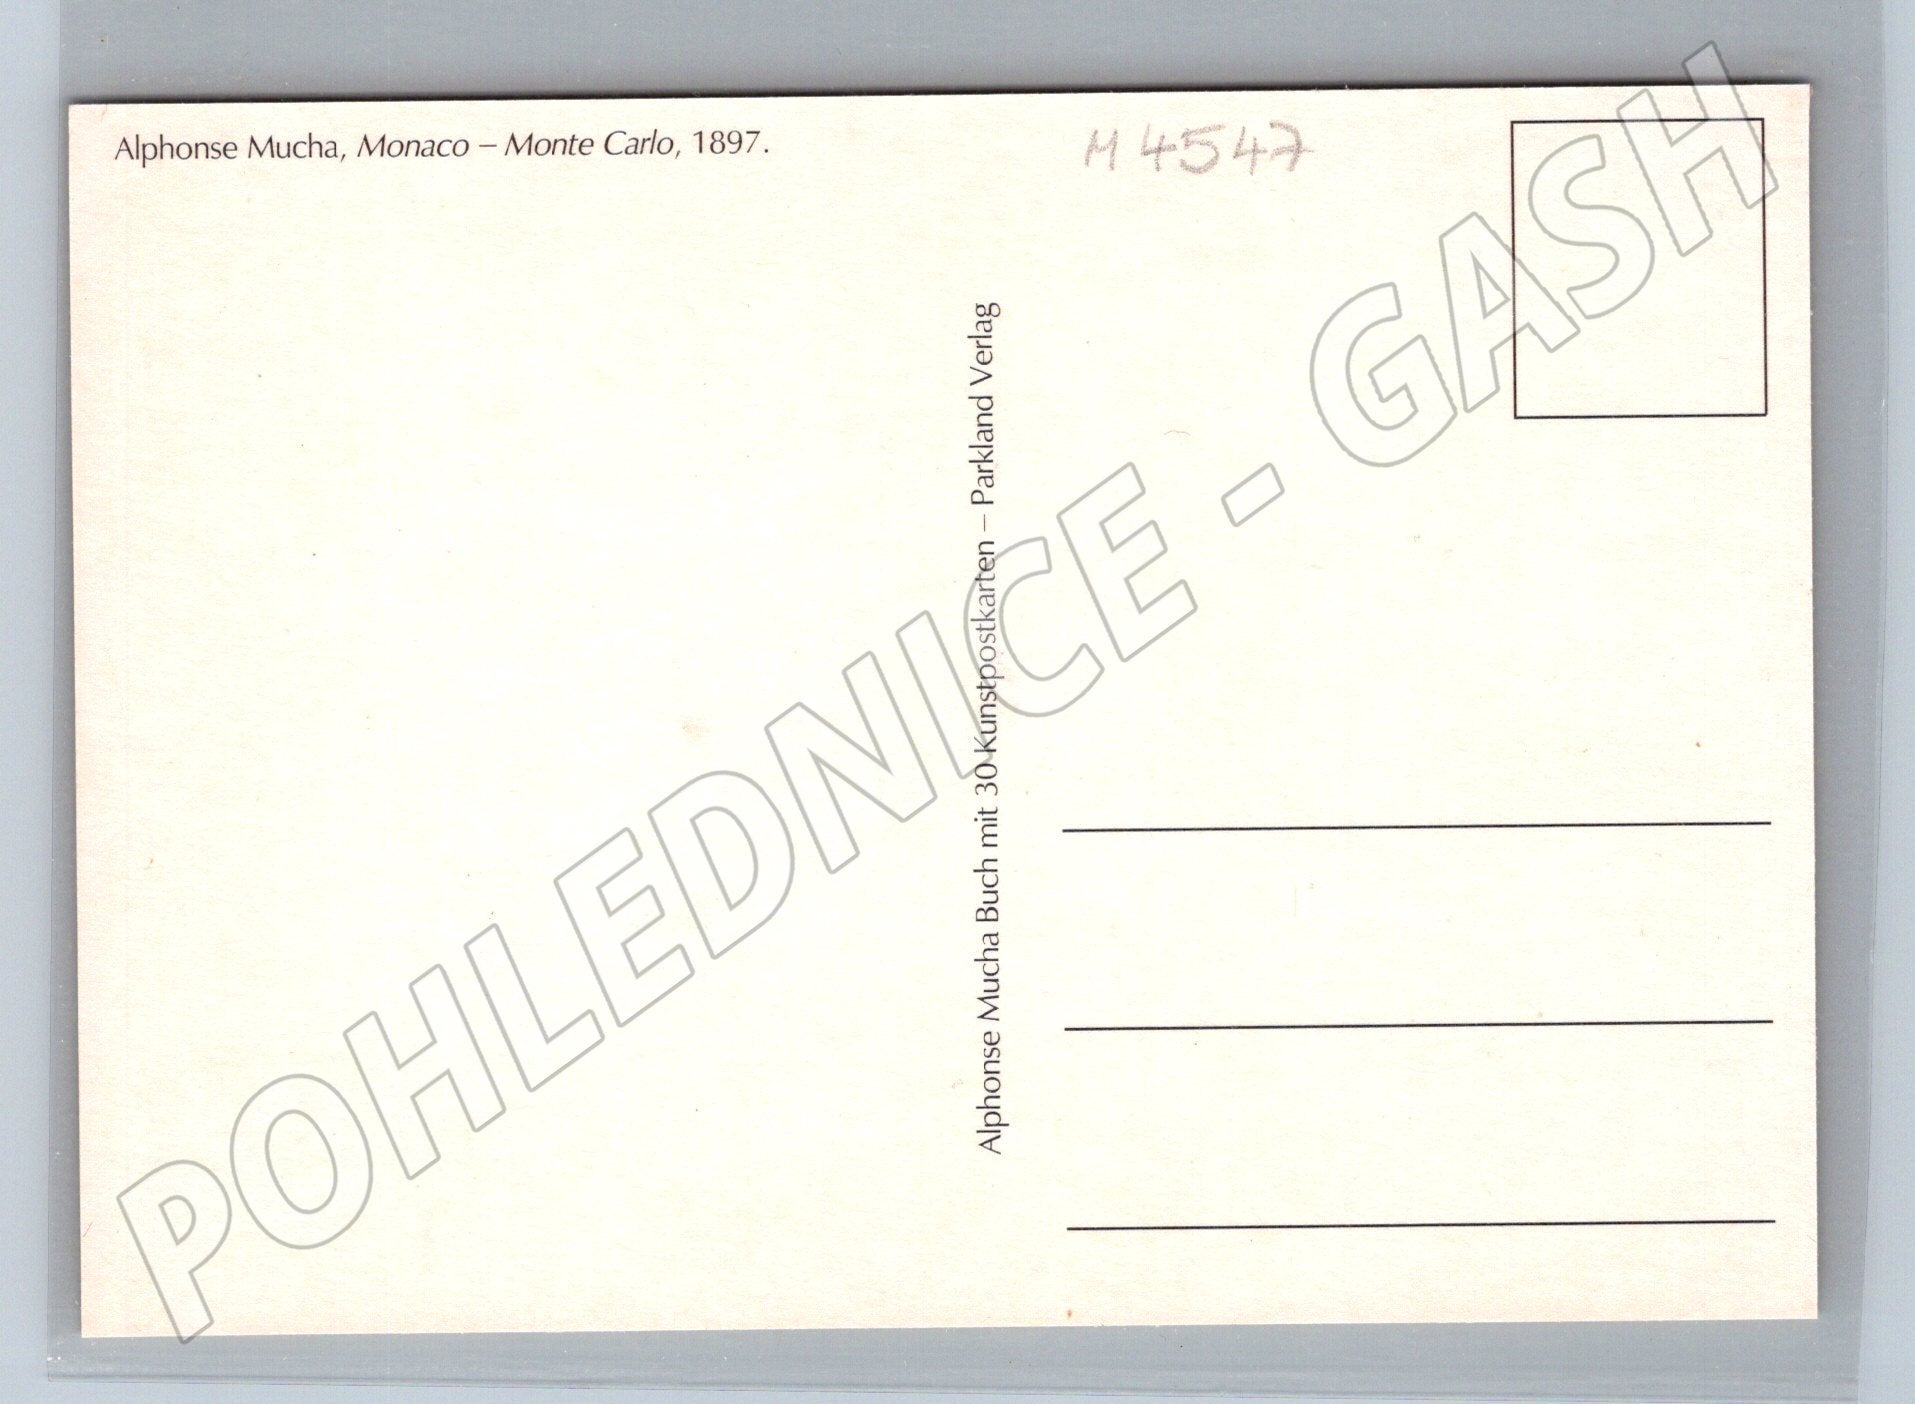 Alphonse Mucha, Monaco – Monte Carlo, 1897.
M 4547
Alphonse Mucha Buch mit 30 Kunstpostkarten – Parkland Verlag
POHLEDNICE - GASH